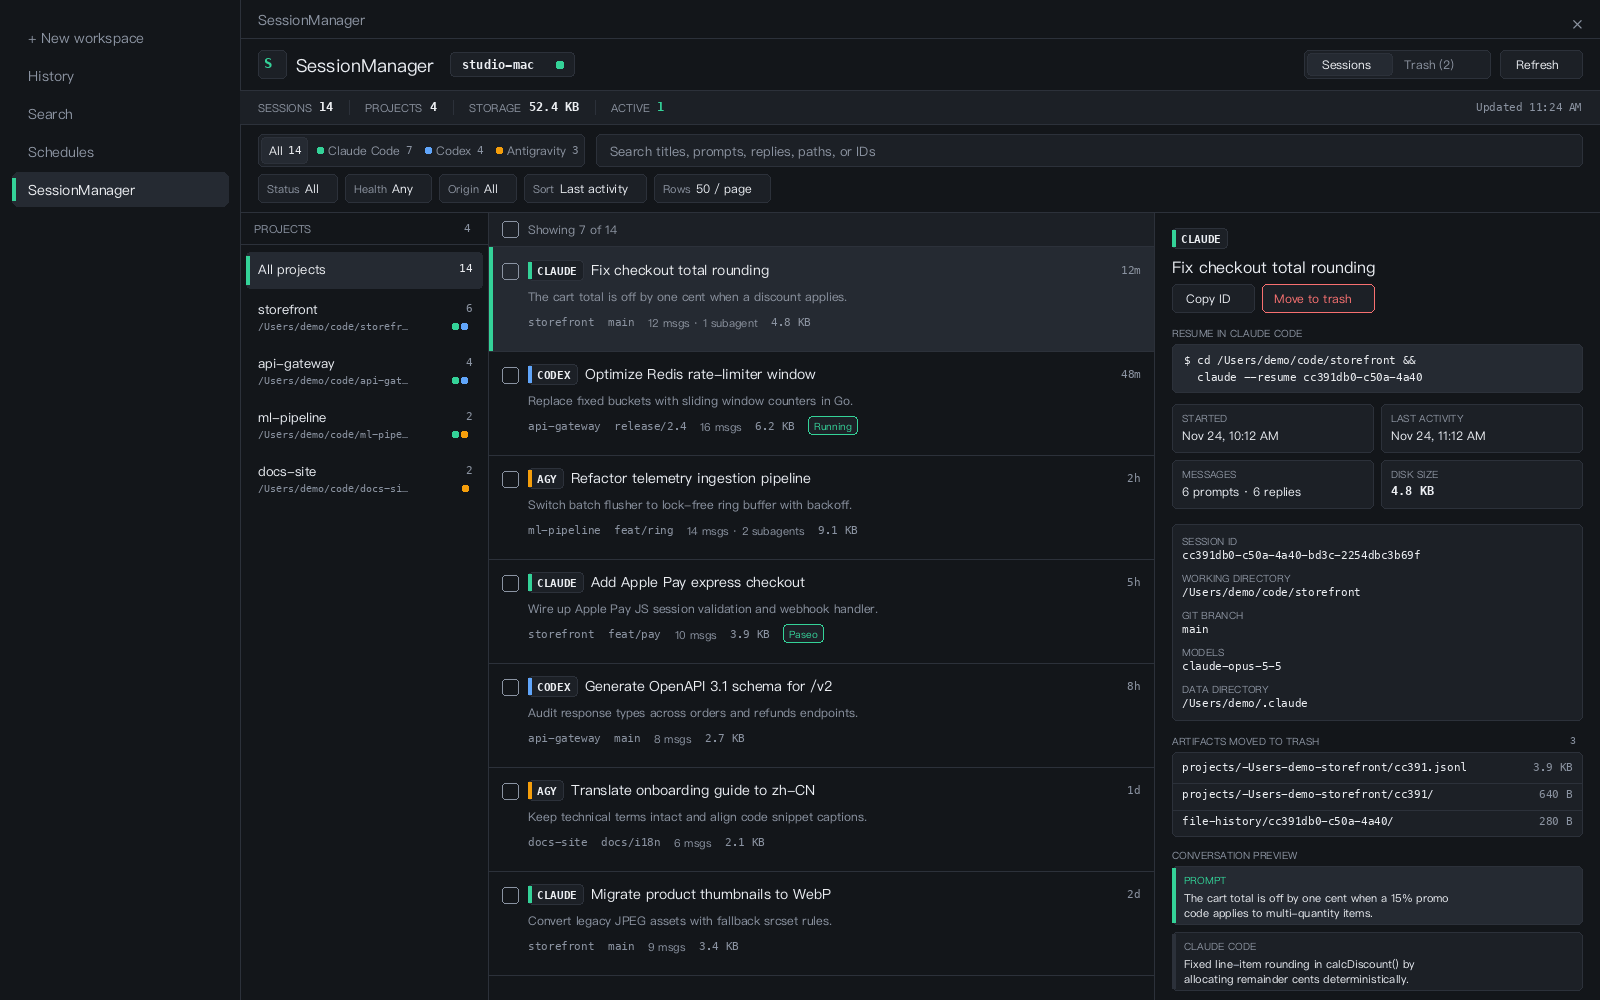 + New workspace
History
Search
Schedules
SessionManager
SessionManager
×
S
SessionManager
studio-mac
Sessions
Trash (2)
Refresh
SESSIONS 14
PROJECTS 4
STORAGE 52.4 KB
ACTIVE 1
Updated 11:24 AM
All 14
Claude Code 7
Codex 4
Antigravity 3
Search titles, prompts, replies, paths, or IDs
Status All
Health Any
Origin All
Sort Last activity
Rows 50 / page
PROJECTS 4
All projects 14
storefront 6
/Users/demo/code/storefr…
api-gateway 4
/Users/demo/code/api-gat…
ml-pipeline 2
/Users/demo/code/ml-pipe…
docs-site 2
/Users/demo/code/docs-si…
Showing 7 of 14
CLAUDE Fix checkout total rounding 12m
The cart total is off by one cent when a discount applies.
storefront main 12 msgs · 1 subagent 4.8 KB
CODEX Optimize Redis rate-limiter window 48m
Replace fixed buckets with sliding window counters in Go.
api-gateway release/2.4 16 msgs 6.2 KB Running
AGY Refactor telemetry ingestion pipeline 2h
Switch batch flusher to lock-free ring buffer with backoff.
ml-pipeline feat/ring 14 msgs · 2 subagents 9.1 KB
CLAUDE Add Apple Pay express checkout 5h
Wire up Apple Pay JS session validation and webhook handler.
storefront feat/pay 10 msgs 3.9 KB Paseo
CODEX Generate OpenAPI 3.1 schema for /v2 8h
Audit response types across orders and refunds endpoints.
api-gateway main 8 msgs 2.7 KB
AGY Translate onboarding guide to zh-CN 1d
Keep technical terms intact and align code snippet captions.
docs-site docs/i18n 6 msgs 2.1 KB
CLAUDE Migrate product thumbnails to WebP 2d
Convert legacy JPEG assets with fallback srcset rules.
storefront main 9 msgs 3.4 KB
CLAUDE
Fix checkout total rounding
Copy ID
Move to trash
RESUME IN CLAUDE CODE
$ cd /Users/demo/code/storefront &&
claude --resume cc391db0-c50a-4a40
STARTED
Nov 24, 10:12 AM
LAST ACTIVITY
Nov 24, 11:12 AM
MESSAGES
6 prompts · 6 replies
DISK SIZE
4.8 KB
SESSION ID
cc391db0-c50a-4a40-bd3c-2254dbc3b69f
WORKING DIRECTORY
/Users/demo/code/storefront
GIT BRANCH
main
MODELS
claude-opus-5-5
DATA DIRECTORY
/Users/demo/.claude
ARTIFACTS MOVED TO TRASH 3
projects/-Users-demo-storefront/cc391.jsonl 3.9 KB
projects/-Users-demo-storefront/cc391/ 640 B
file-history/cc391db0-c50a-4a40/ 280 B
CONVERSATION PREVIEW
PROMPT
The cart total is off by one cent when a 15% promo
code applies to multi-quantity items.
CLAUDE CODE
Fixed line-item rounding in calcDiscount() by
allocating remainder cents deterministically.